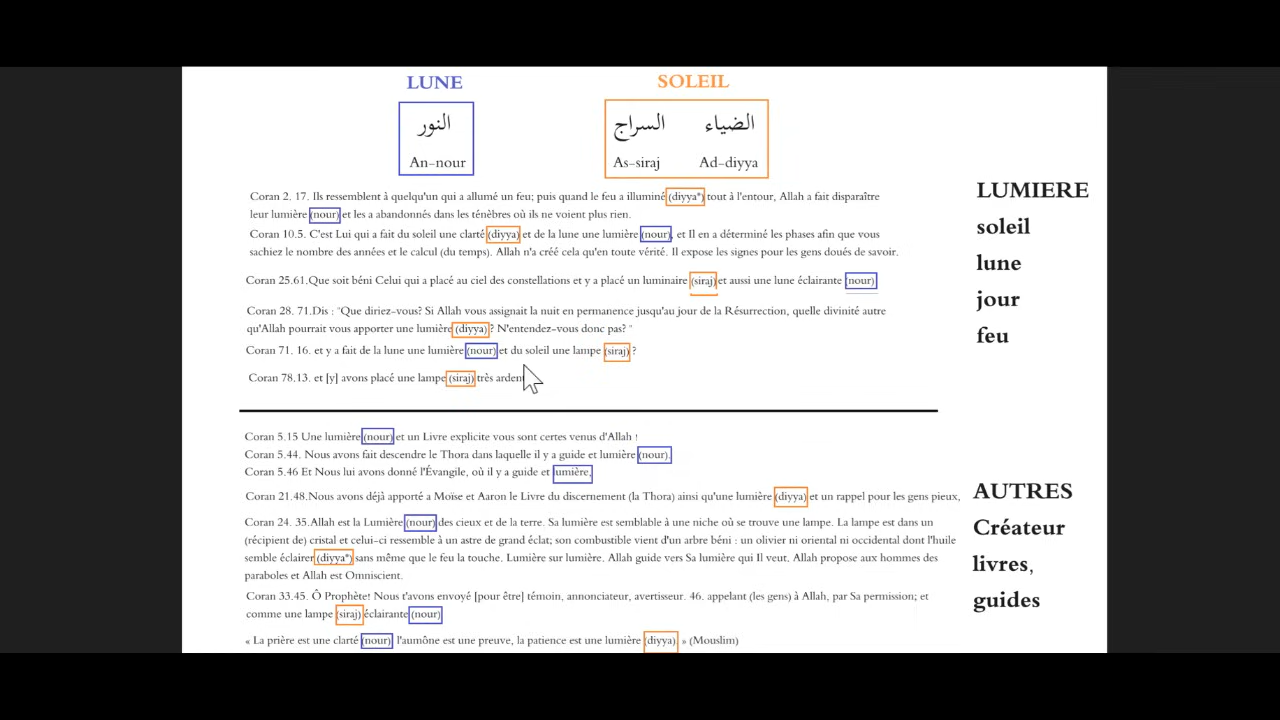 LUNE
SOLEIL
النور
السراج
الضياء
An-nour
As-siraj
Ad-diyya
Coran 2. 17. Ils ressemblent à quelqu'un qui a allumé un feu; puis quand le feu a illuminé (diyya*) tout à l'entour, Allah a fait disparaître
leur lumière (nour) et les a abandonnés dans les ténèbres où ils ne voient plus rien.
Coran 10.5. C'est Lui qui a fait du soleil une clarté (diyya) et de la lune une lumière (nour), et Il en a déterminé les phases afin que vous
sachiez le nombre des années et le calcul (du temps). Allah n'a créé cela qu'en toute vérité. Il expose les signes pour les gens doués de savoir.
Coran 25.61.Que soit béni Celui qui a placé au ciel des constellations et y a placé un luminaire (siraj) et aussi une lune éclairante (nour)
Coran 28. 71.Dis : "Que diriez-vous? Si Allah vous assignait la nuit en permanence jusqu'au jour de la Résurrection, quelle divinité autre
qu'Allah pourrait vous apporter une lumière (diyya) ? N'entendez-vous donc pas? "
Coran 71. 16. et y a fait de la lune une lumière (nour) et du soleil une lampe (siraj) ?
Coran 78.13. et [y] avons placé une lampe (siraj) très ardent
LUMIERE
soleil
lune
jour
feu
Coran 5.15 Une lumière (nour) et un Livre explicite vous sont certes venus d'Allah !
Coran 5.44. Nous avons fait descendre le Thora dans laquelle il y a guide et lumière (nour).
Coran 5.46 Et Nous lui avons donné l'Évangile, où il y a guide et lumière,
Coran 21.48.Nous avons déjà apporté a Moïse et Aaron le Livre du discernement (la Thora) ainsi qu'une lumière (diyya) et un rappel pour les gens pieux,
Coran 24. 35.Allah est la Lumière (nour) des cieux et de la terre. Sa lumière est semblable à une niche où se trouve une lampe. La lampe est dans un
(récipient de) cristal et celui-ci ressemble à un astre de grand éclat; son combustible vient d'un arbre béni : un olivier ni oriental ni occidental dont l'huile
semble éclairer (diyya*) sans même que le feu la touche. Lumière sur lumière. Allah guide vers Sa lumière qui Il veut. Allah propose aux hommes des
paraboles et Allah est Omniscient.
Coran 33.45. Ô Prophète! Nous t'avons envoyé [pour être] témoin, annonciateur, avertisseur. 46. appelant (les gens) à Allah, par Sa permission; et
comme une lampe (siraj) éclairante (nour)
« La prière est une clarté (nour), l'aumône est une preuve, la patience est une lumière (diyya). » (Mouslim)
AUTRES
Créateur
livres,
guides